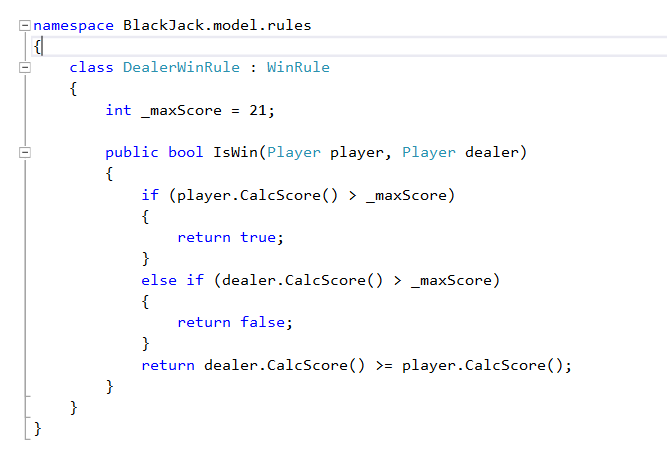 namespace BlackJack.model.rules
{
    class DealerWinRule : WinRule
    {
        int _maxScore = 21;

        public bool IsWin(Player player, Player dealer)
        {
            if (player.CalcScore() > _maxScore)
            {
                return true;
            }
            else if (dealer.CalcScore() > _maxScore)
            {
                return false;
            }
            return dealer.CalcScore() >= player.CalcScore();
        }
    }
}